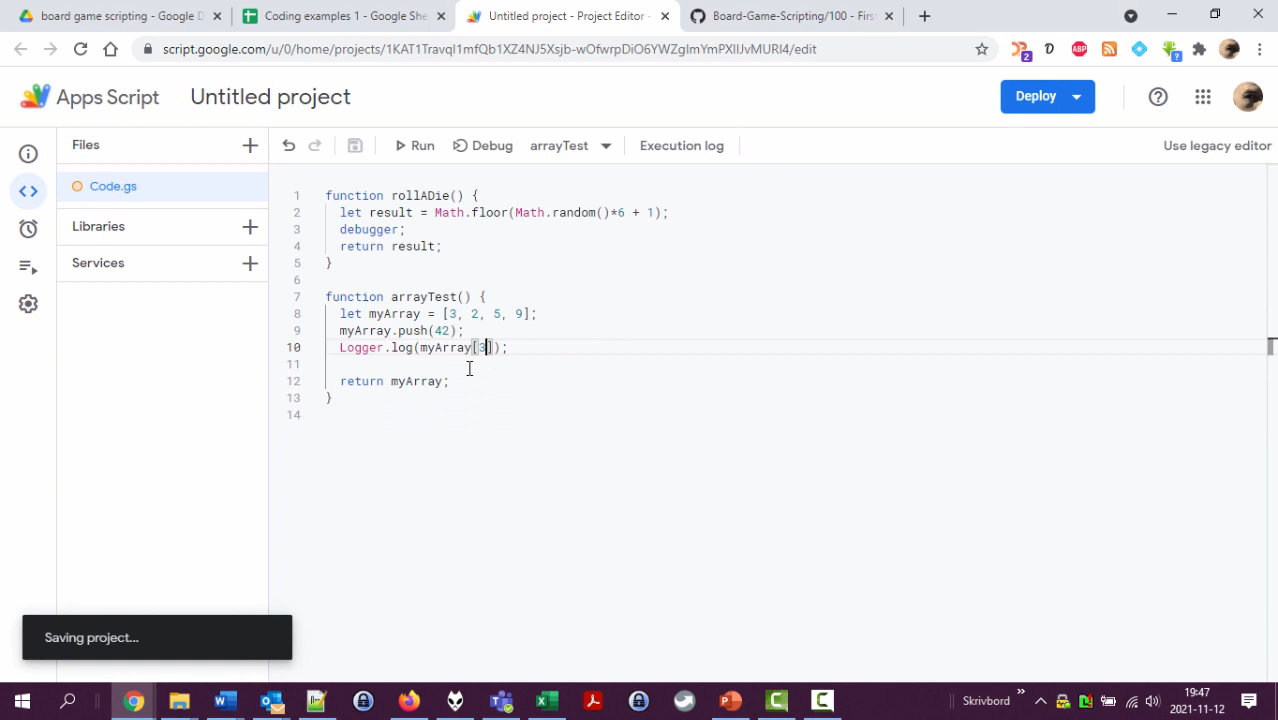 board game scripting - Google D
Coding examples 1 - Google She
Untitled project - Project Editor -
Board-Game-Scripting/100 - Firs
script.google.com/u/0/home/projects/
Apps Script
Untitled project
Deploy
Files
Run
Debug
arrayTest
Execution log
Use legacy editor
Code.gs
Libraries
Services
1 function rollADie() {
2 let result = Math.floor(Math.random()*6 + 1);
3 debugger;
4 return result;
5 }
6
7 function arrayTest() {
8 let myArray = [3, 2, 5, 9];
9 myArray.push(42);
10 Logger.log(myArray[3]);
11
12 return myArray;
13 }
14
Saving project...
Skrivbord
19:47
2021-11-12